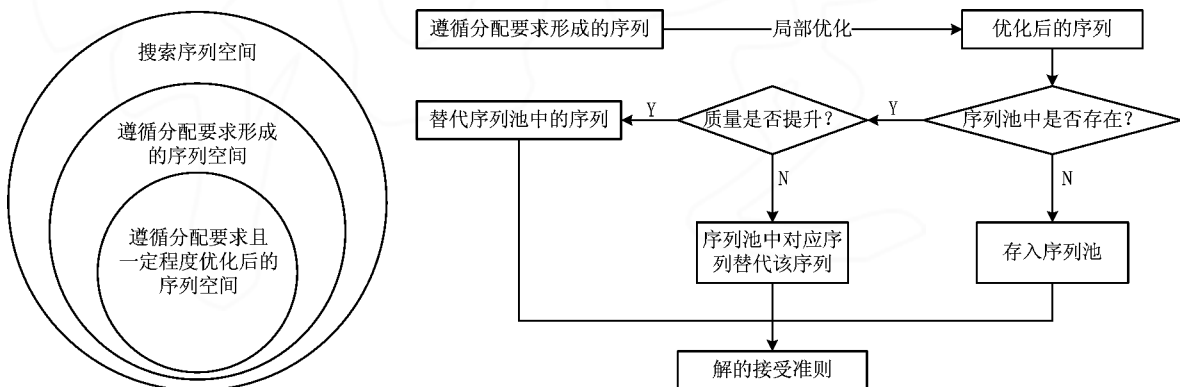 搜索序列空间
遵循分配要求形成
的序列空间
遵循分配要求且
一定程度优化后的
序列空间
遵循分配要求形成的序列
局部优化
优化后的序列
序列池中是否存在?
Y
质量是否提升?
Y
替代序列池中的序列
N
N
序列池中对应序
列替代该序列
存入序列池
解的接受准则